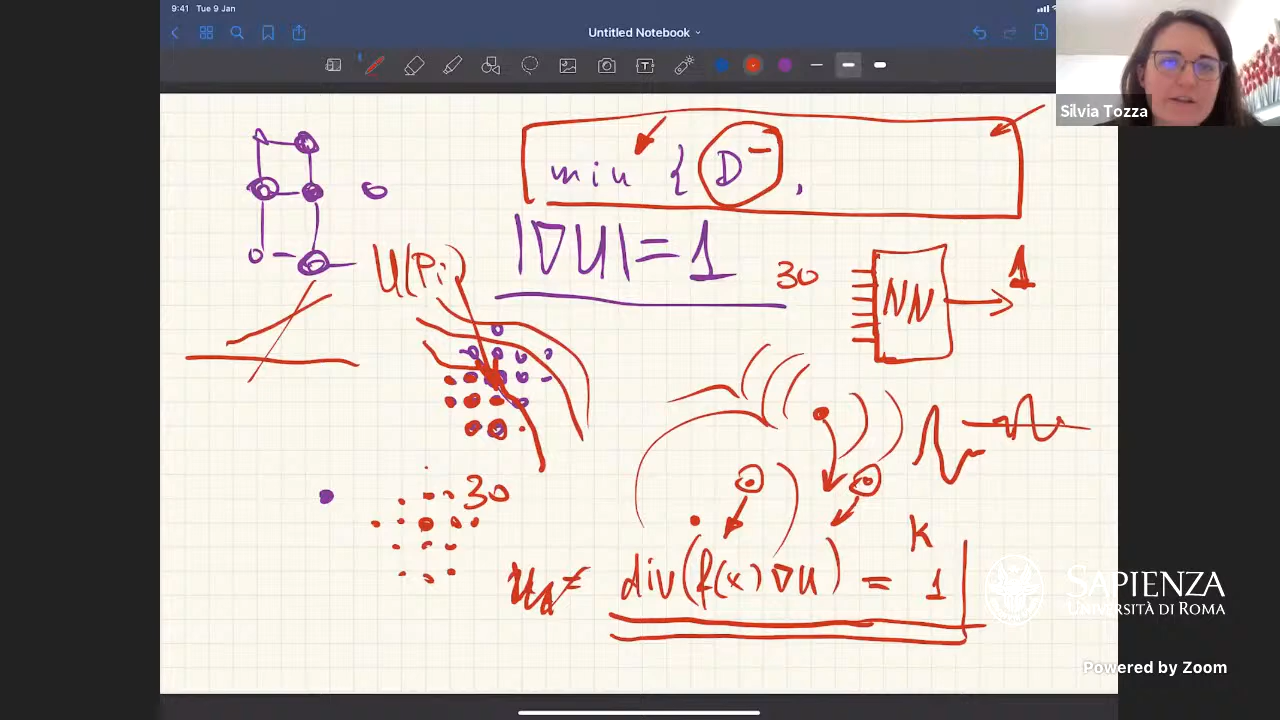 9:41 Tue 9 Jan
Untitled Notebook
Silvia Tozza
min { D⁻ ,
|∇U| = 1
U(Pi)
30
NN
1
30
K
div(f(x)∇U) = 1
SAPIENZA
UNIVERSITÀ DI ROMA
Powered by Zoom